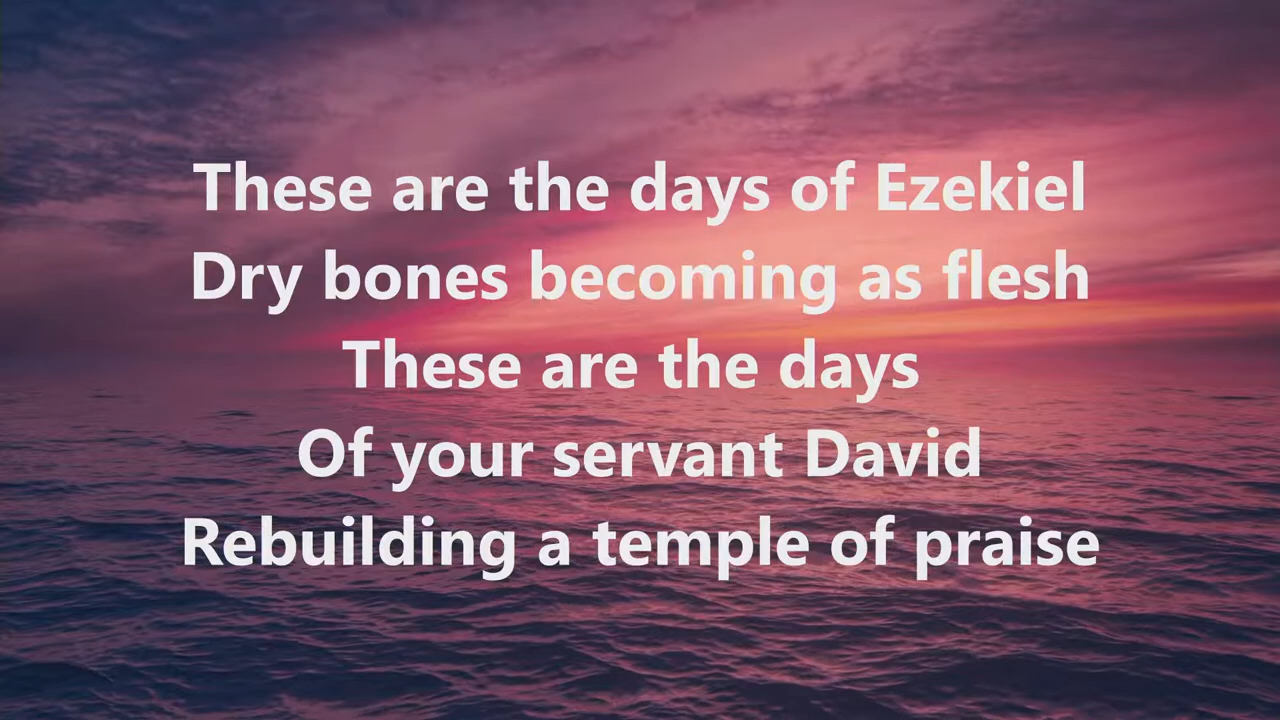 These are the days of Ezekiel
Dry bones becoming as flesh
These are the days
Of your servant David
Rebuilding a temple of praise